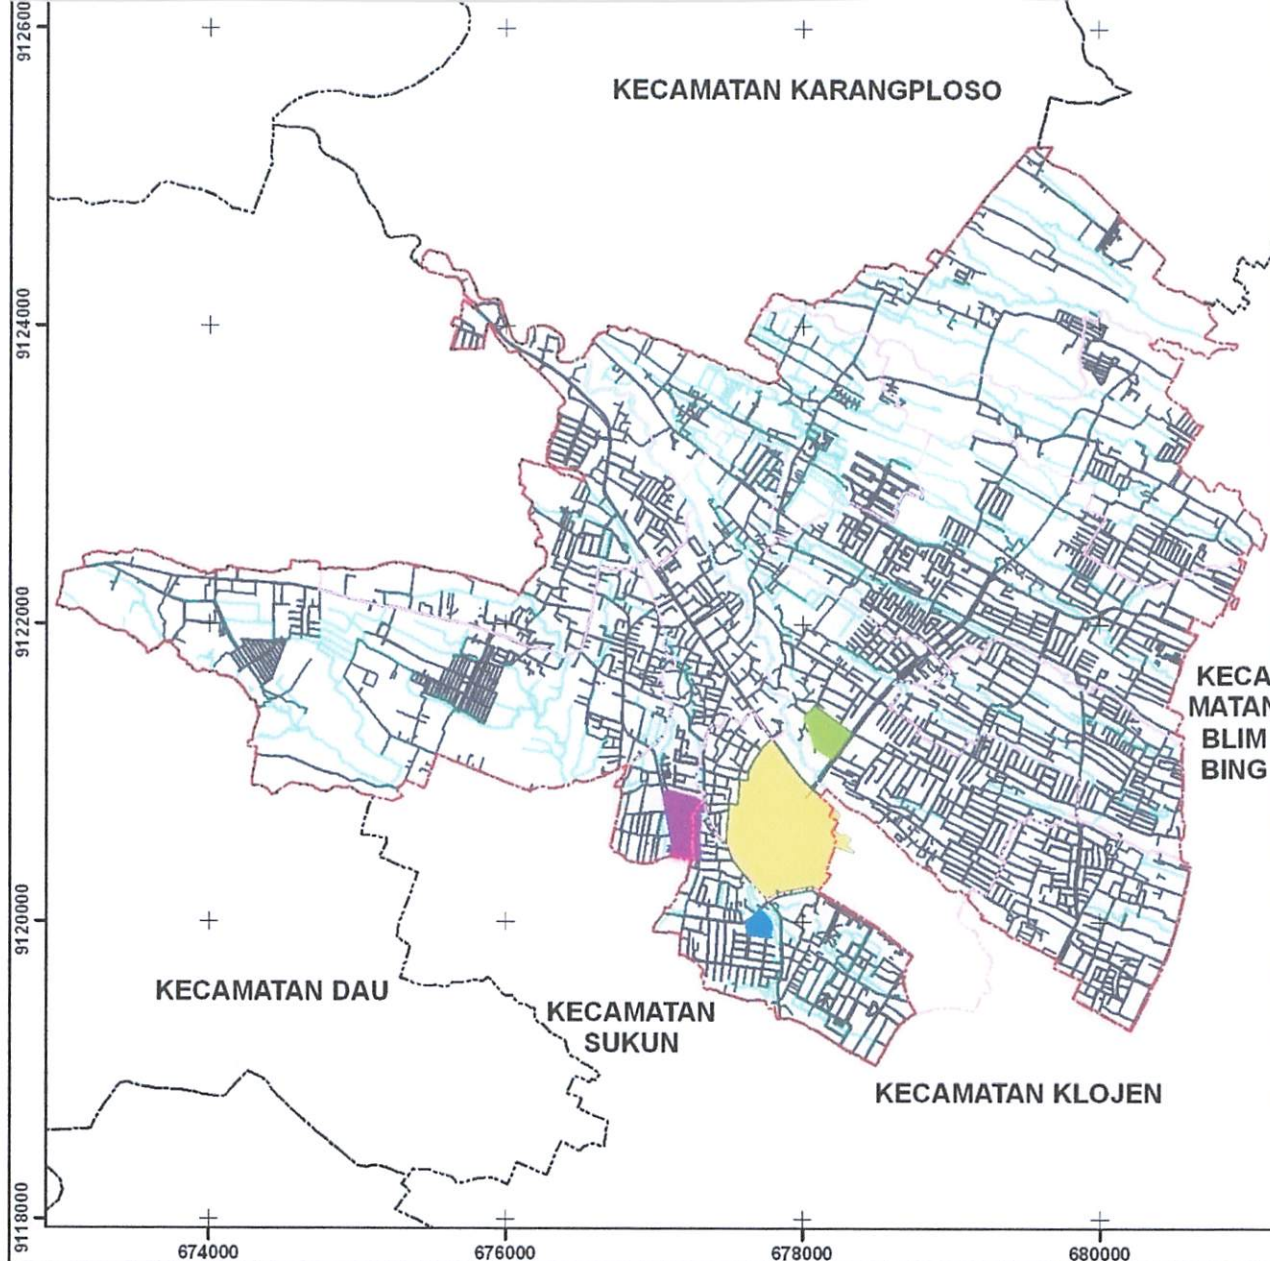 912600
KECAMATAN KARANGPLOSO
9124000
9122000
KECA
MATAN
BLIM
BING
9120000
KECAMATAN DAU
KECAMATAN
SUKUN
KECAMATAN KLOJEN
9118000
674000
676000
678000
680000